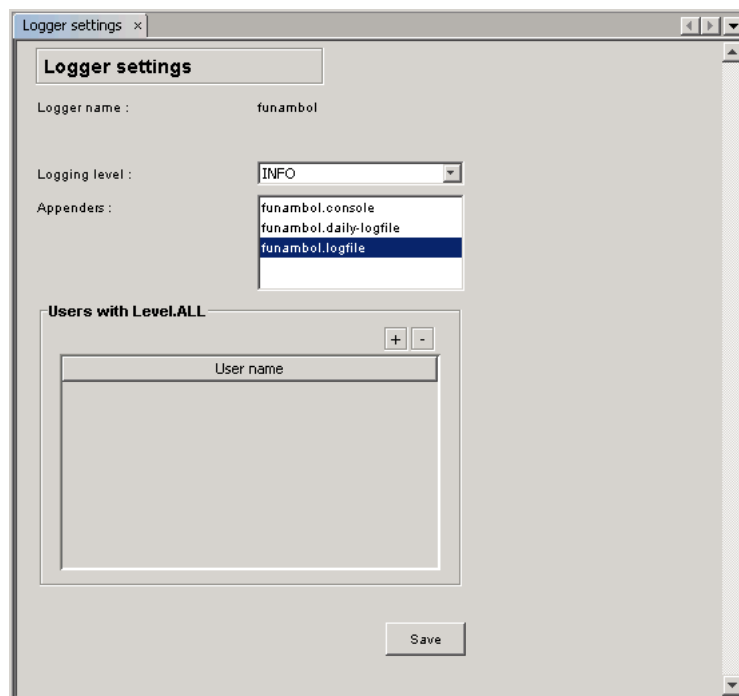 Logger settings
Logger settings
Logger name : funambol
Logging level : INFO
Appenders : funambol.console
funambol.daily-logfile
funambol.logfile
Users with Level.ALL
+ -
User name
Save